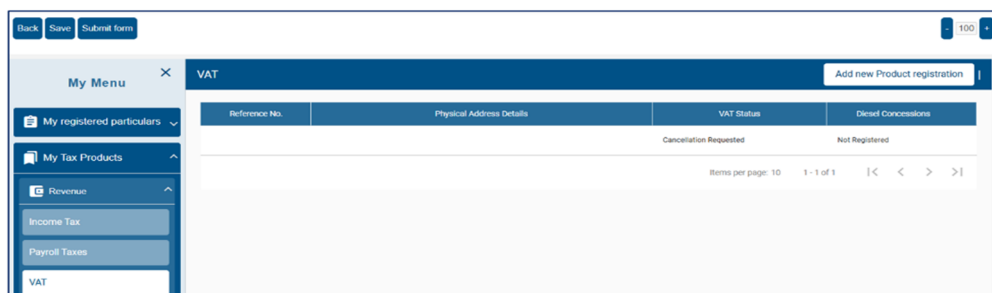 Back Save Submit form - 100 +
My Menu
My registered particulars
My Tax Products
Revenue
Income Tax
Payroll Taxes
VAT
VAT Add new Product registration
Reference No. Physical Address Details VAT Status Diesel Concessions
Cancellation Requested Not Registered
Items per page: 10 1 - 1 of 1